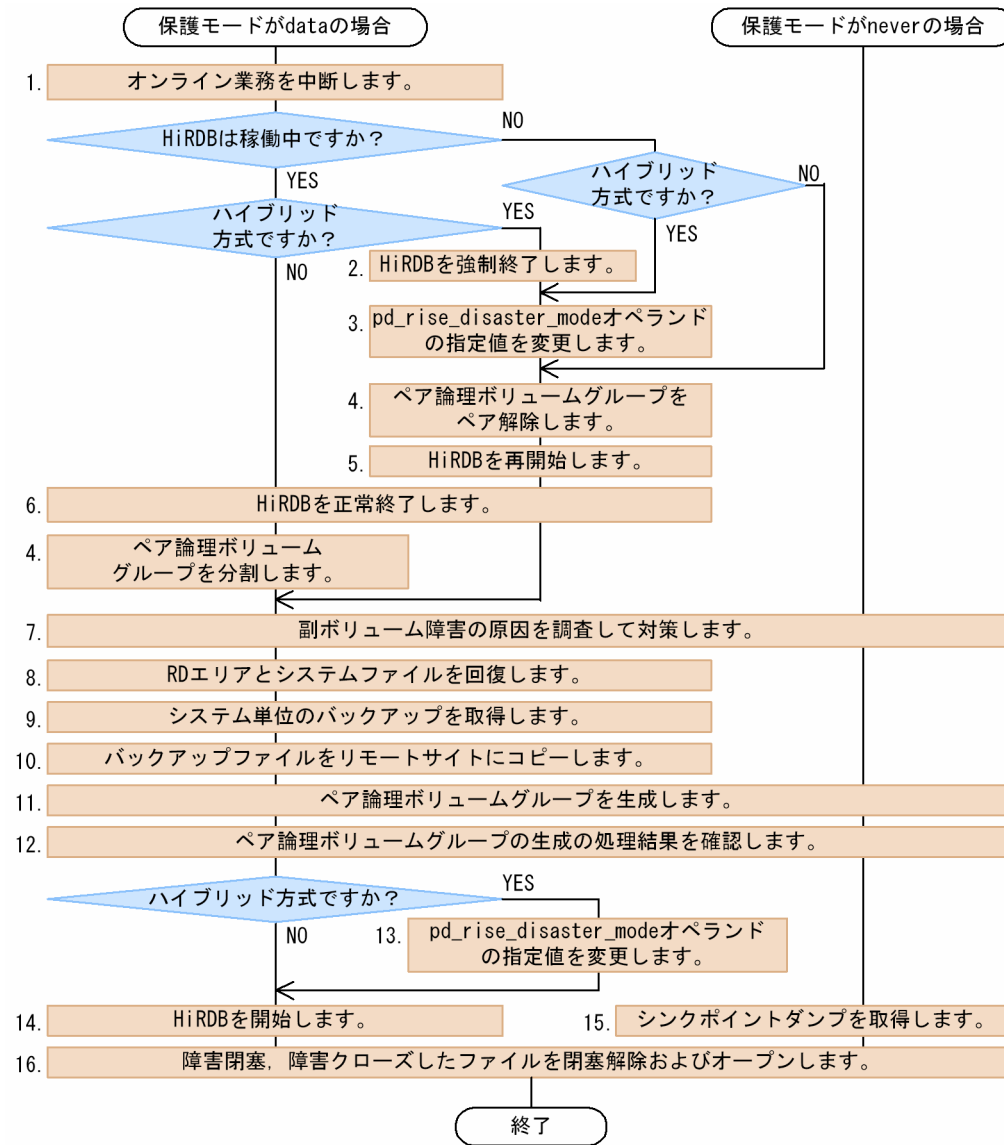 保護モードがdataの場合
保護モードがneverの場合
1. オンライン業務を中断します。
HiRDBは稼働中ですか？
NO
YES
ハイブリッド
方式ですか？
NO
YES
ハイブリッド
方式ですか？
YES
NO
2. HiRDBを強制終了します。
3. pd_rise_disaster_modeオペランド
の指定値を変更します。
4. ペア論理ボリュームグループを
ペア解除します。
5. HiRDBを再開始します。
6. HiRDBを正常終了します。
4. ペア論理ボリューム
グループを分割します。
7. 副ボリューム障害の原因を調査して対策します。
8. RDエリアとシステムファイルを回復します。
9. システム単位のバックアップを取得します。
10. バックアップファイルをリモートサイトにコピーします。
11. ペア論理ボリュームグループを生成します。
12. ペア論理ボリュームグループの生成の処理結果を確認します。
ハイブリッド方式ですか？
YES
NO
13. pd_rise_disaster_modeオペランド
の指定値を変更します。
14. HiRDBを開始します。
15. シンクポイントダンプを取得します。
16. 障害閉塞，障害クローズしたファイルを閉塞解除およびオープンします。
終了